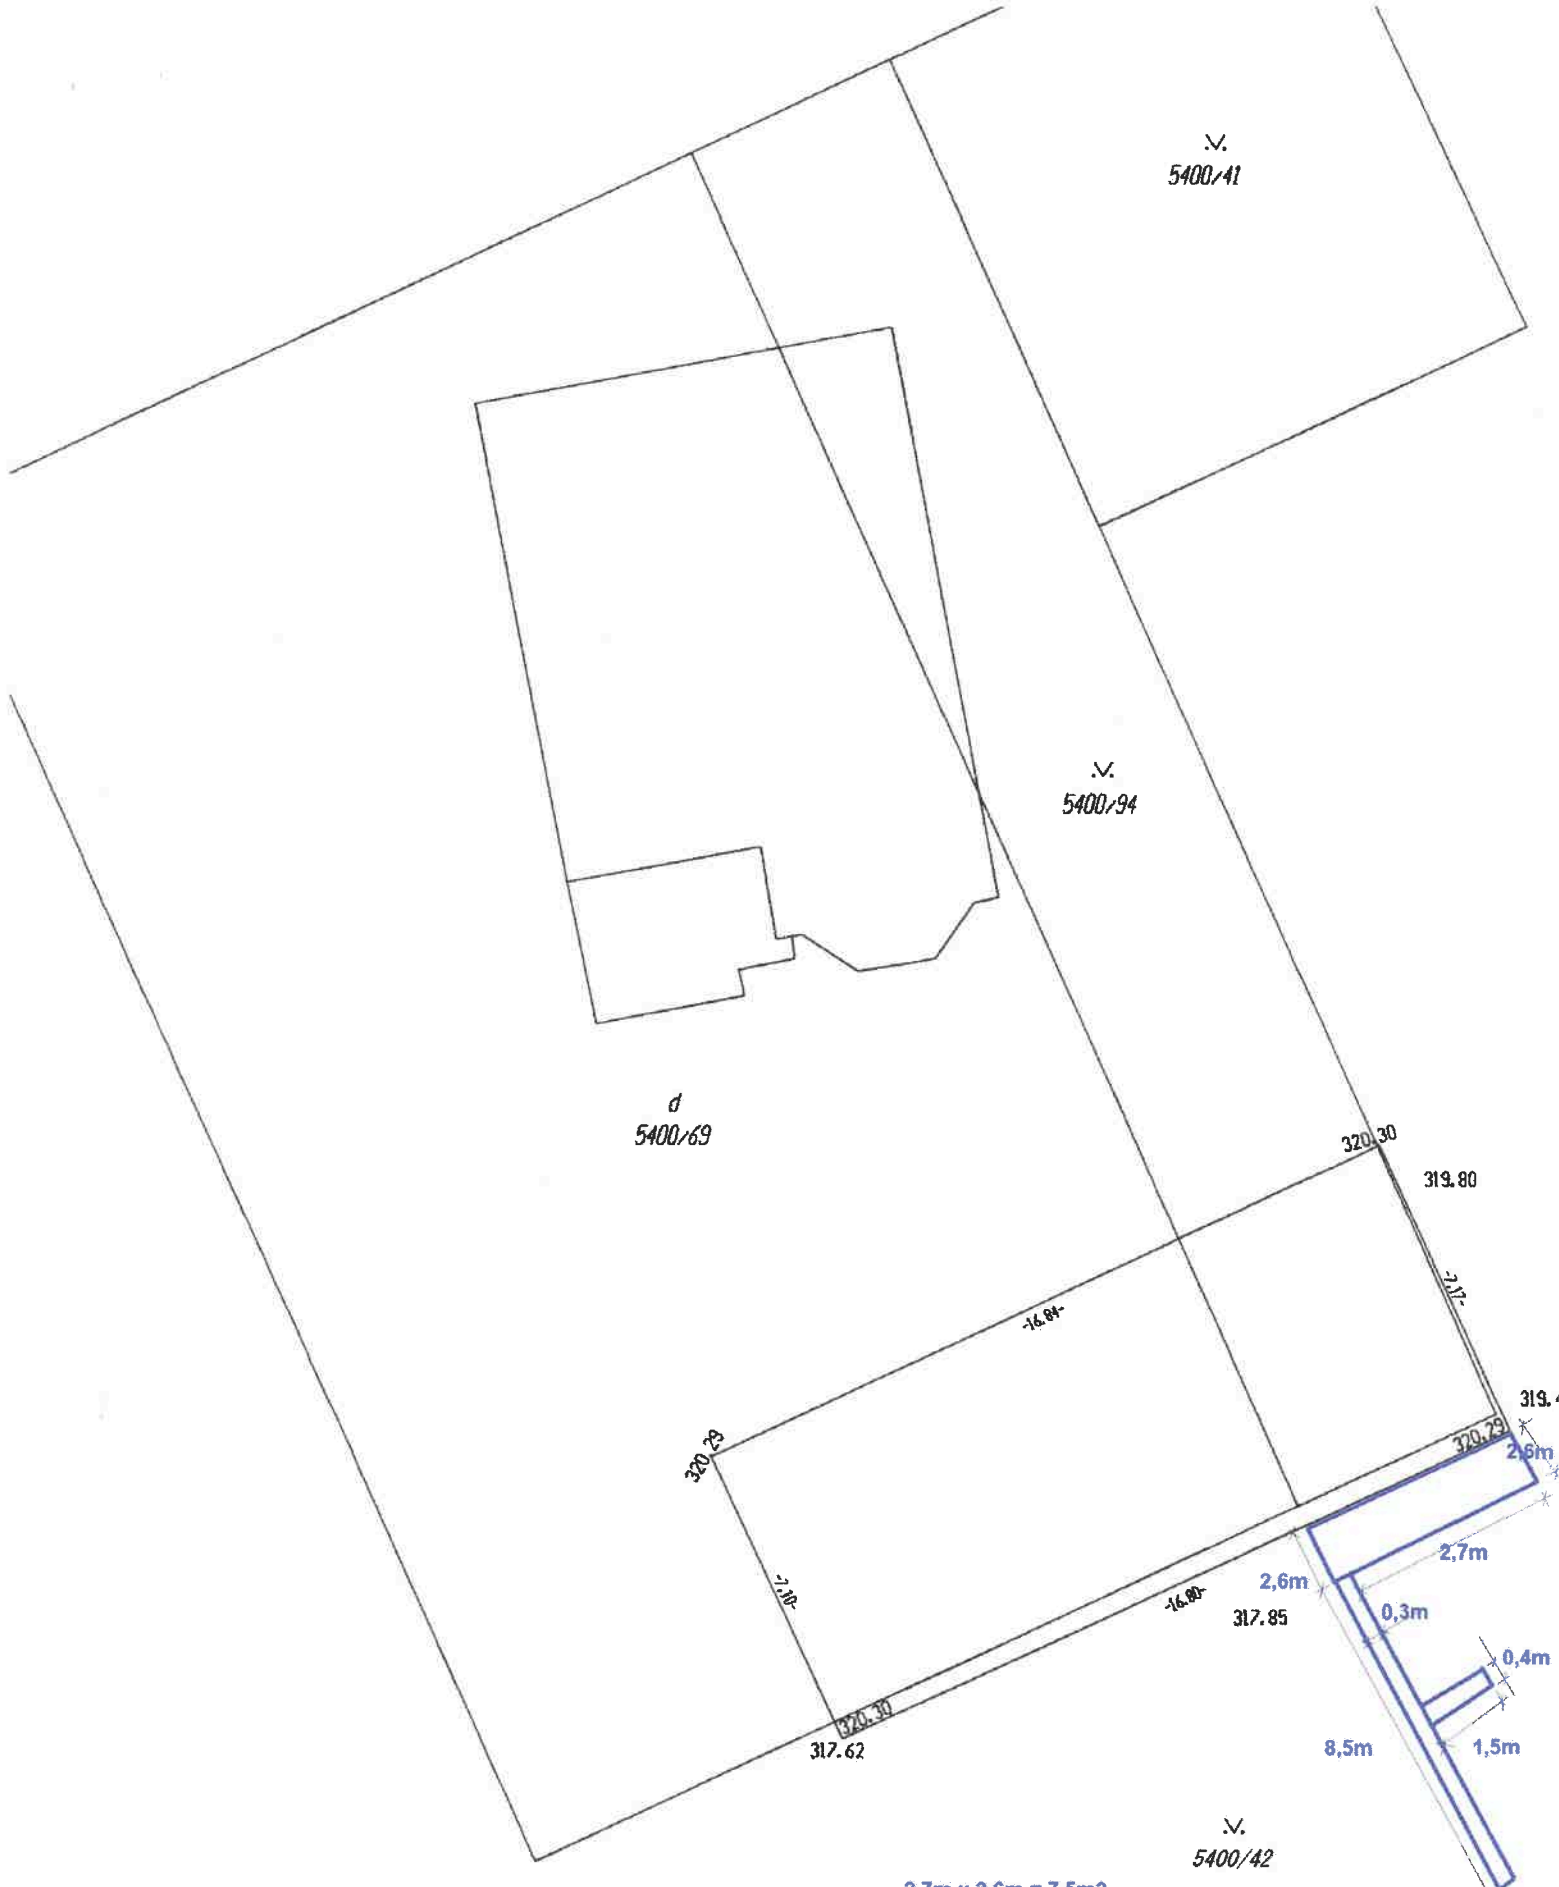 .V.
5400/41
.V.
5400/94
d
5400/69
320.30
319.80
-7.17-
-16.84-
319.4
320.29
2,6m
320.29
2,7m
-7.10-
2,6m
-16.80-
317.85
0,3m
0,4m
320.30
317.62
8,5m
1,5m
.V.
5400/42